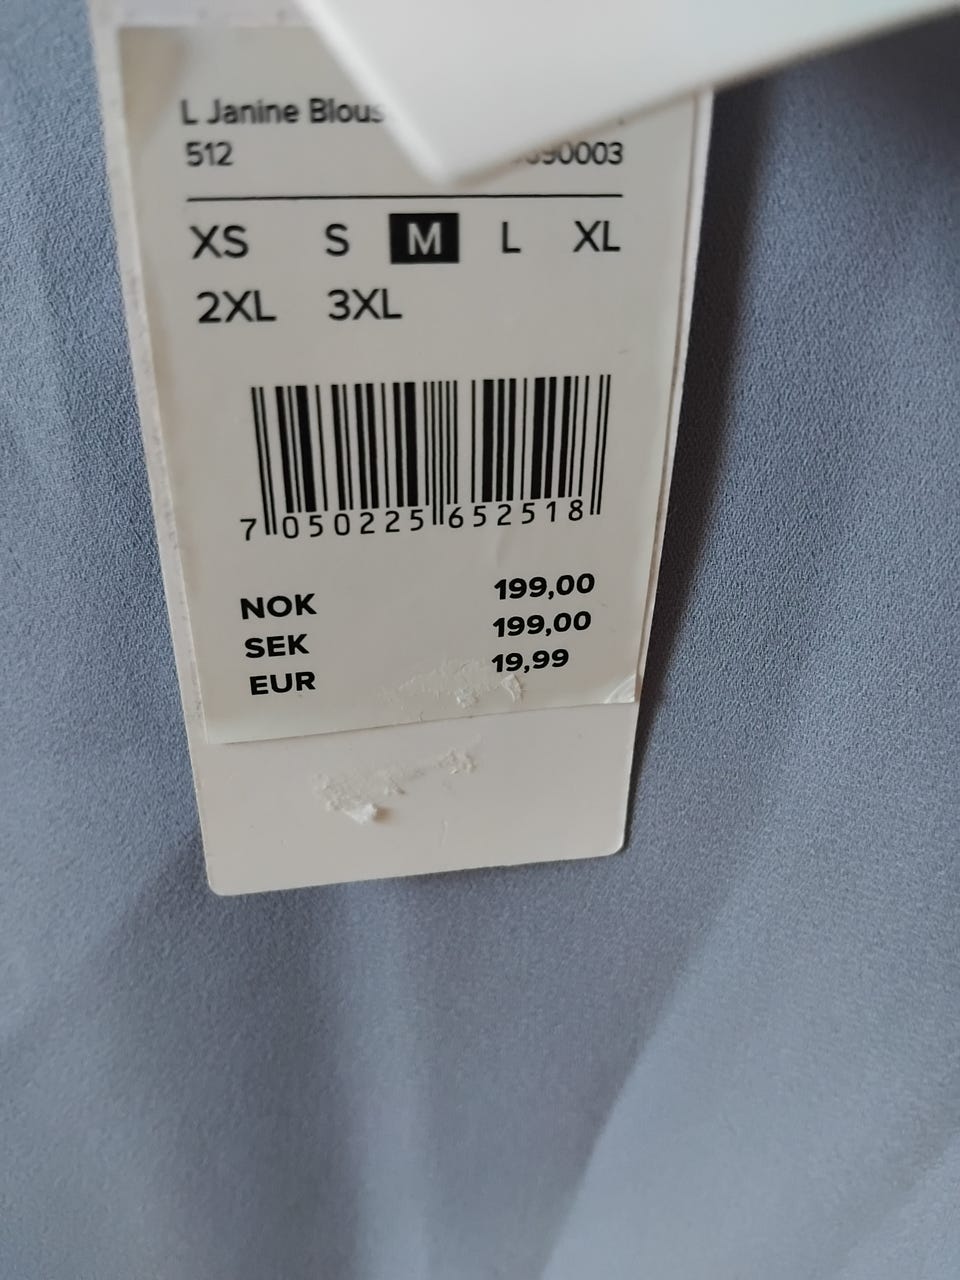 L Janine Blous
512 90003
XS S M L XL
2XL 3XL
7 050225 652518
NOK 199,00
SEK 199,00
EUR 19,99